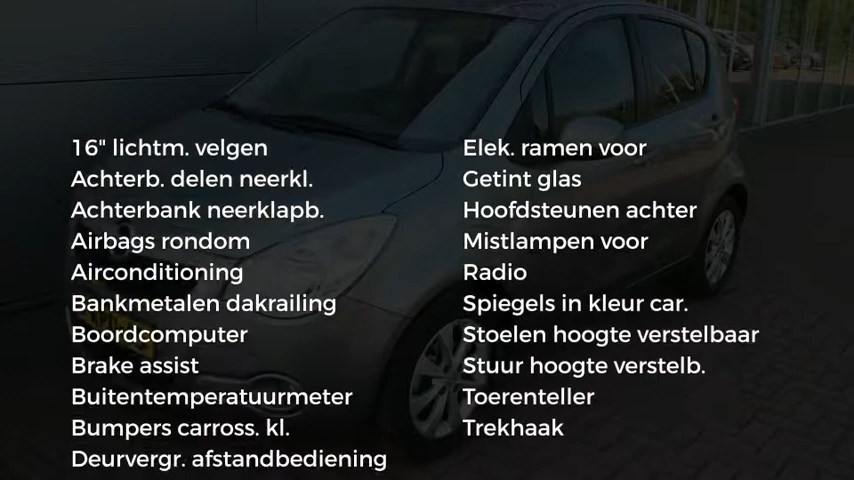 16" lichtm. velgen
Achterb. delen neerkl.
Achterbank neerklapb.
Airbags rondom
Airconditioning
Bankmetalen dakrailing
Boordcomputer
Brake assist
Buitentemperatuurmeter
Bumpers carross. kl.
Deurvergr. afstandbediening
Elek. ramen voor
Getint glas
Hoofdsteunen achter
Mistlampen voor
Radio
Spiegels in kleur car.
Stoelen hoogte verstelbaar
Stuur hoogte verstelb.
Toerenteller
Trekhaak